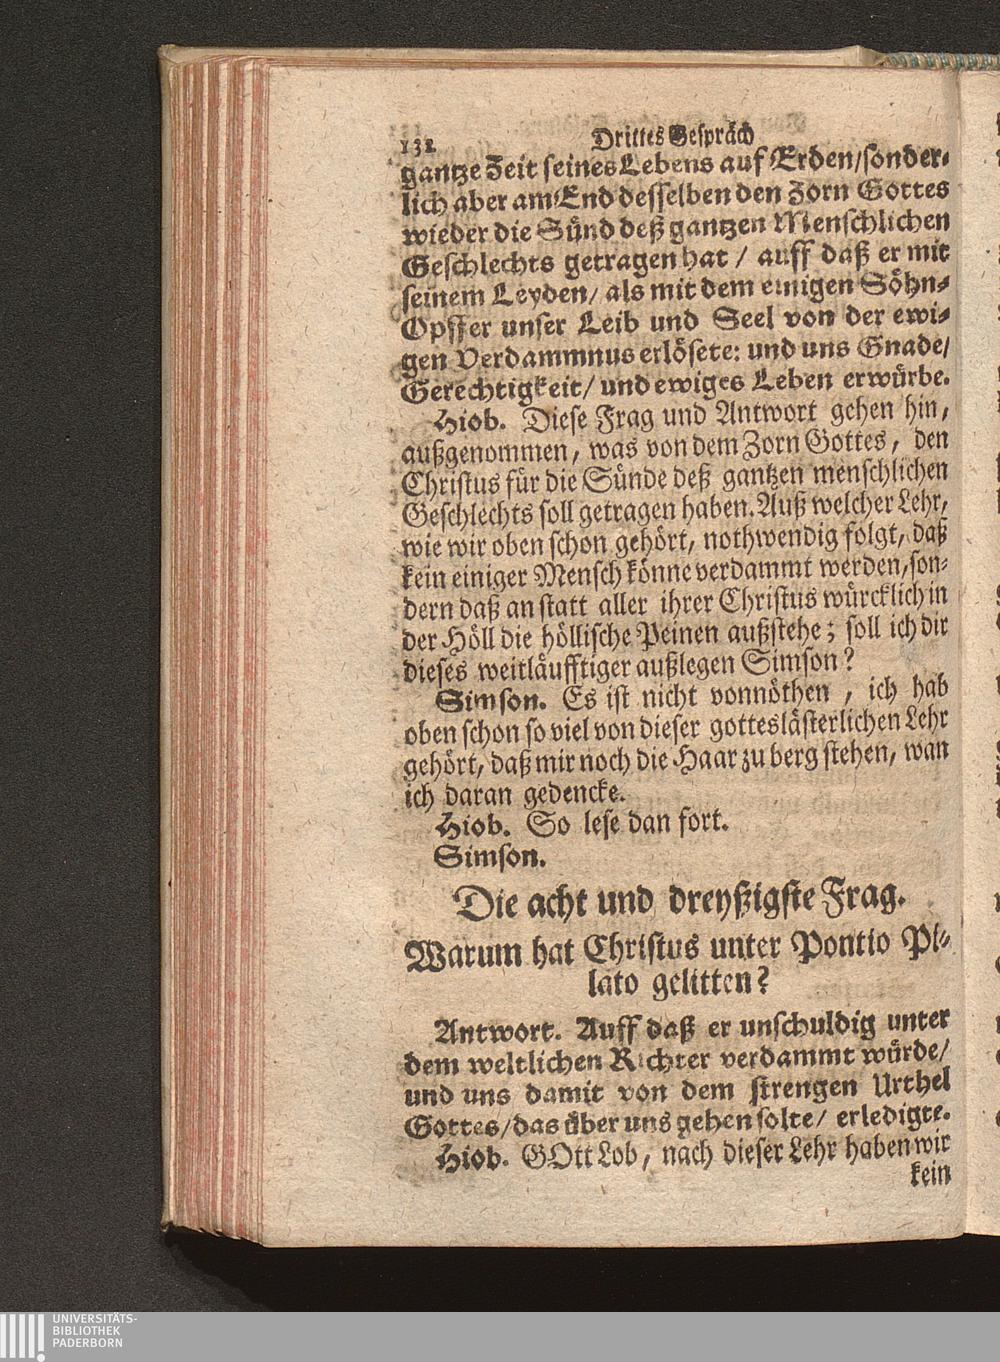 132 Drittes Gespräch
gantze Zeit seines Lebens auf Erden/sonder-
lich aber am End desselben den Zorn Gottes
wieder die Sünd deß gantzen Menschlichen
Geschlechts getragen hat / auff daß er mit
seinem Leyden/ als mit dem einigen Söhn-
Opffer unser Leib und Seel von der ewi-
gen Verdammnus erlösete: und uns Gnade/
Gerechtigkeit/ und ewiges Leben erwürbe.
Hiob. Diese Frag und Antwort gehen hin,
außgenommen, was von dem Zorn Gottes, den
Christus für die Sünde deß gantzen menschlichen
Geschlechts soll getragen haben. Auß welcher Lehr,
wie wir oben schon gehört, nothwendig folgt, daß
kein einiger Mensch könne verdammt werden, son-
dern daß an statt aller ihrer Christus würcklich in
der Höll die höllische Peinen außstehe; soll ich dir
dieses weitläufftiger außlegen Simson?
Simson. Es ist nicht vonnöthen, ich hab
oben schon so viel von dieser gotteslästerlichen Lehr
gehört, daß mir noch die Haar zu berg stehen, wan
ich daran gedencke.
Hiob. So lese dan fort.
Simson.
Die acht und dreyßigste Frag.
Warum hat Christus unter Pontio Pi-
lato gelitten?
Antwort. Auff daß er unschuldig unter
dem weltlichen Richter verdammt würde/
und uns damit von dem strengen Urthel
Gottes/das über uns gehen solte/ erledigte.
Hiob. GOtt Lob, nach dieser Lehr haben wir
kein
UNIVERSITÄTS-
BIBLIOTHEK
PADERBORN